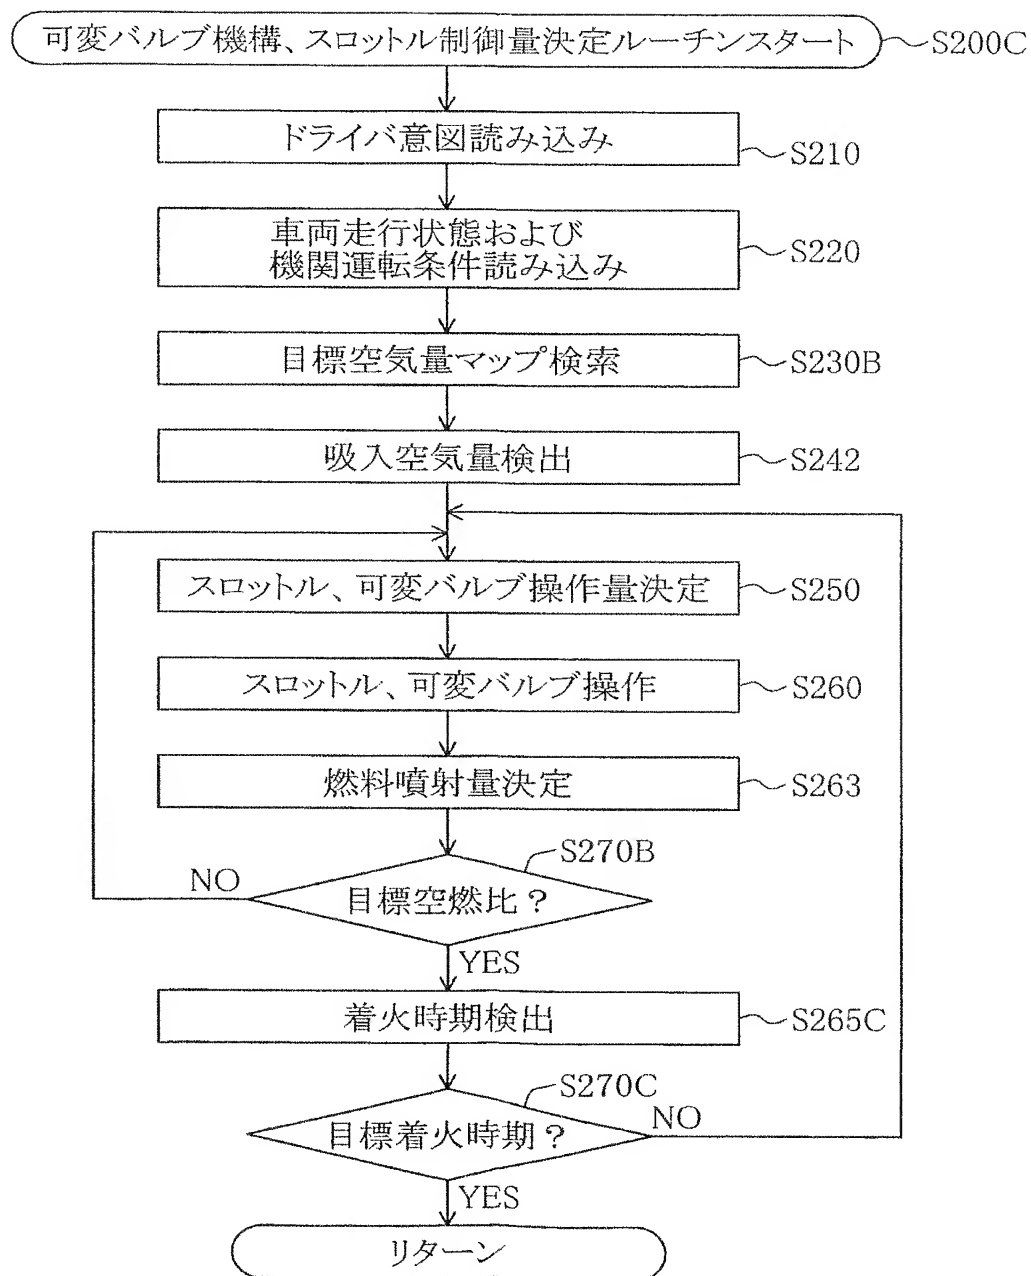 可変バルブ機構、スロットル制御量決定ルーチンスタート
S200C
ドライバ意図読み込み
S210
車両走行状態および
機関運転条件読み込み
S220
目標空気量マップ検索
S230B
吸入空気量検出
S242
スロットル、可変バルブ操作量決定
S250
スロットル、可変バルブ操作
S260
燃料噴射量決定
S263
S270B
NO
目標空燃比?
YES
着火時期検出
S265C
S270C
目標着火時期?
NO
YES
リターン